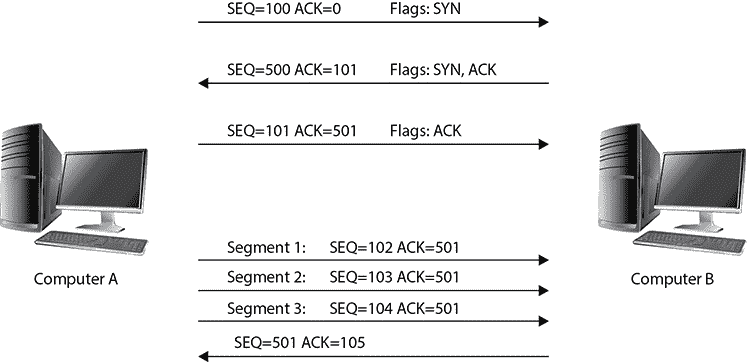 SEQ=100 ACK=0 Flags: SYN
SEQ=500 ACK=101 Flags: SYN, ACK
SEQ=101 ACK=501 Flags: ACK
Segment 1: SEQ=102 ACK=501
Computer A
Computer B
Segment 2: SEQ=103 ACK=501
Segment 3: SEQ=104 ACK=501
SEQ=501 ACK=105